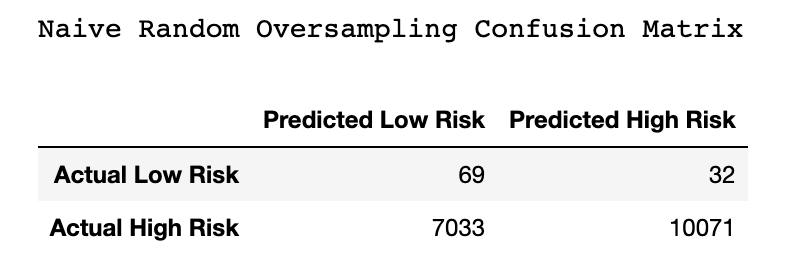 Naive Random Oversampling Confusion Matrix
Predicted Low Risk Predicted High Risk
Actual Low Risk 69 32
Actual High Risk 7033 10071